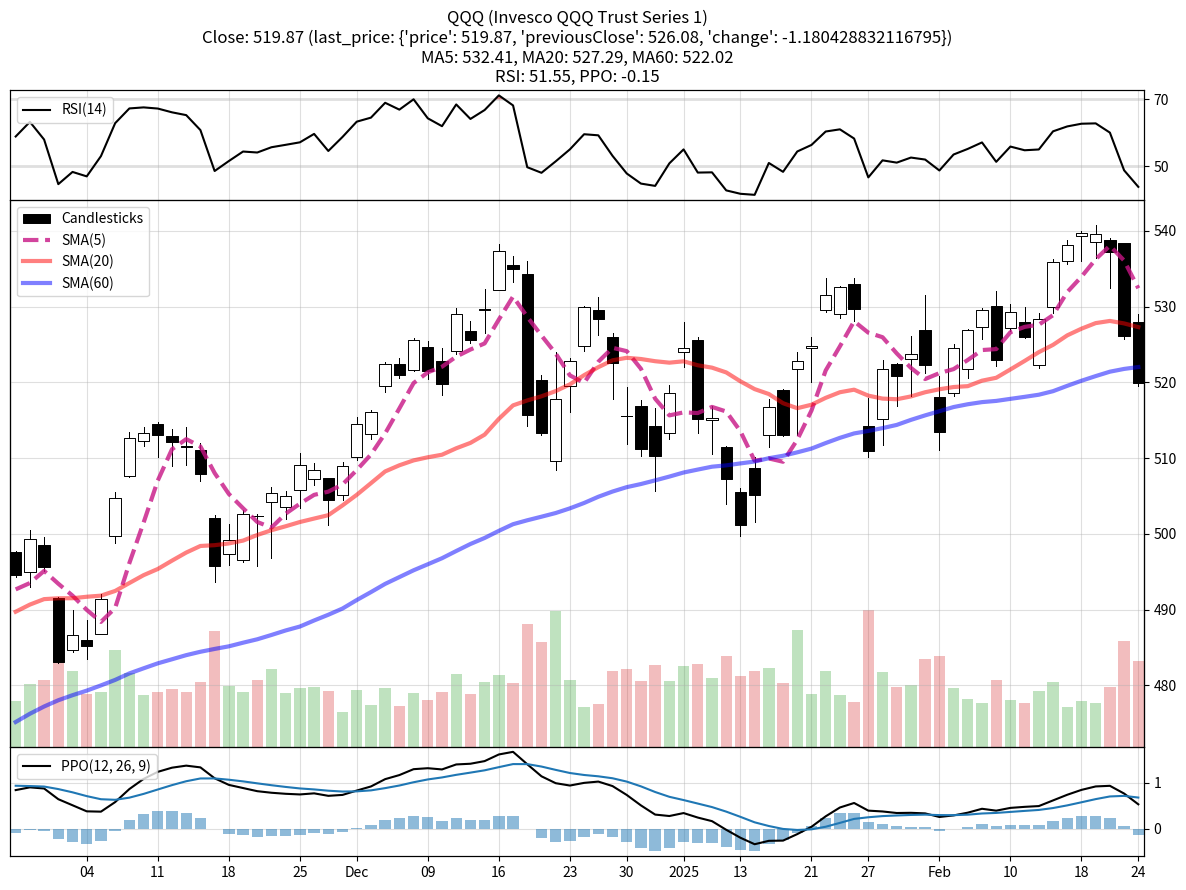 QQQ (Invesco QQQ Trust Series 1)
Close: 519.87 (last_price: {'price': 519.87, 'previousClose': 526.08, 'change': -1.180428832116795})
MA5: 532.41, MA20: 527.29, MA60: 522.02
RSI: 51.55, PPO: -0.15
RSI(14)
70
50
Candlesticks
SMA(5)
SMA(20)
SMA(60)
540
530
520
510
500
490
480
PPO(12, 26, 9)
1
0
04 11 18 25 Dec 09 16 23 30 2025 13 21 27 Feb 10 18 24